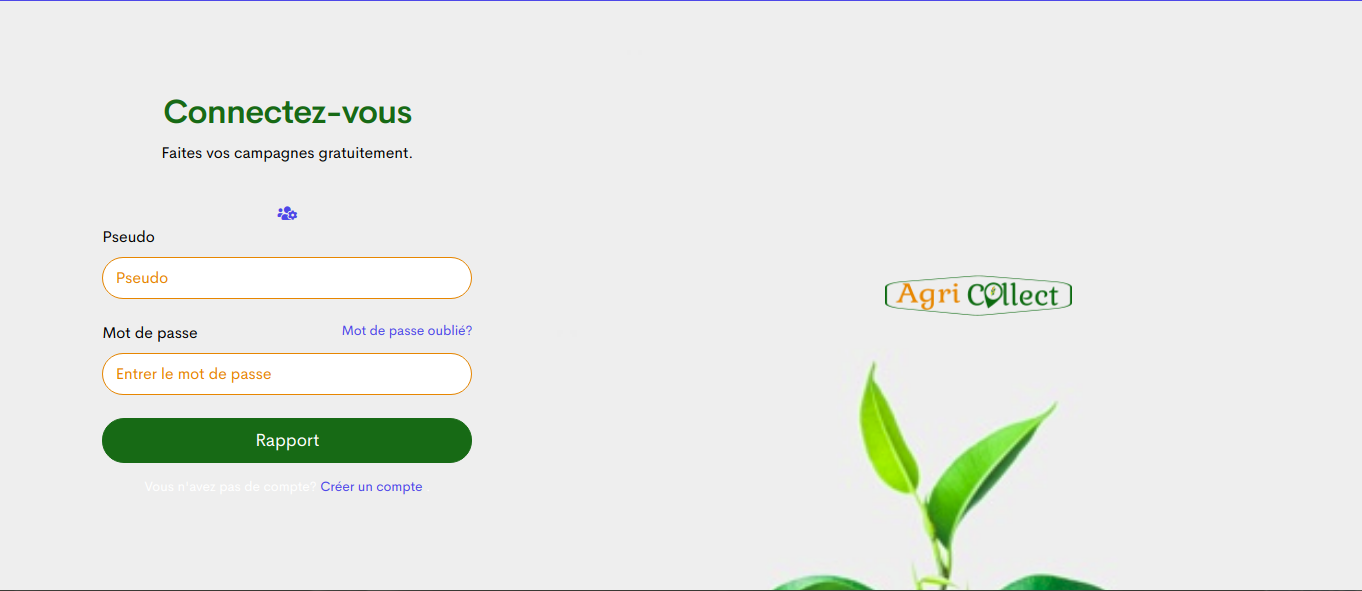 Connectez-vous
Faites vos campagnes gratuitement.
Pseudo
Pseudo
Mot de passe
Mot de passe oublié?
Entrer le mot de passe
Rapport
Vous n'avez pas de compte? Créer un compte
Agri Collect